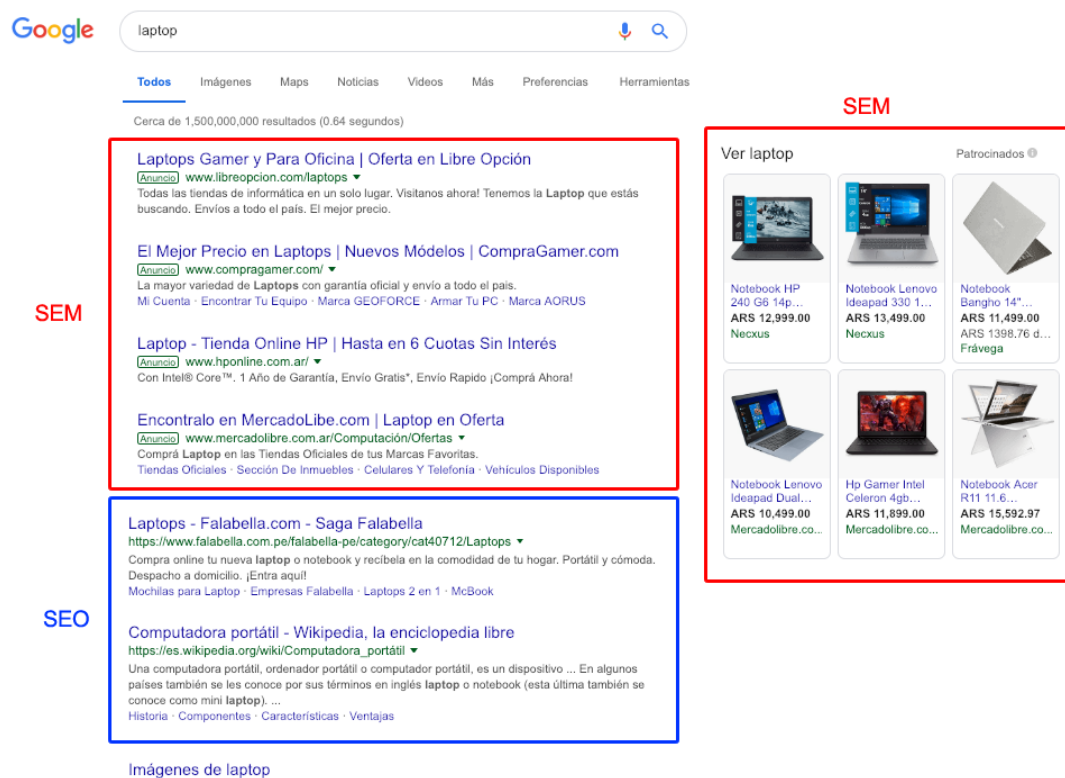 Google
laptop
Todos Imágenes Maps Noticias Videos Más Preferencias Herramientas
Cerca de 1,500,000,000 resultados (0.64 segundos)
SEM
Laptops Gamer y Para Oficina | Oferta en Libre Opción
Anuncio www.libreopcion.com/laptops
Todas las tiendas de informática en un solo lugar. Visitanos ahora! Tenemos la Laptop que estás
buscando. Envíos a todo el país. El mejor precio.
El Mejor Precio en Laptops | Nuevos Módelos | CompraGamer.com
Anuncio www.compragamer.com/
La mayor variedad de Laptops con garantía oficial y envío a todo el pais.
Mi Cuenta · Encontrar Tu Equipo · Marca GEOFORCE · Armar Tu PC · Marca AORUS
Laptop - Tienda Online HP | Hasta en 6 Cuotas Sin Interés
Anuncio www.hponline.com.ar/
Con Intel® Core™. 1 Año de Garantía, Envío Gratis*, Envío Rapido ¡Comprá Ahora!
Encontralo en MercadoLibe.com | Laptop en Oferta
Anuncio www.mercadolibre.com.ar/Computación/Ofertas
Comprá Laptop en las Tiendas Oficiales de tus Marcas Favoritas.
Tiendas Oficiales · Sección De Inmuebles · Celulares Y Telefonía · Vehículos Disponibles
SEO
Laptops - Falabella.com - Saga Falabella
https://www.falabella.com.pe/falabella-pe/category/cat40712/Laptops
Compra online tu nueva laptop o notebook y recíbela en la comodidad de tu hogar. Portátil y cómoda.
Despacho a domicilio. ¡Entra aquí!
Mochilas para Laptop · Empresas Falabella · Laptops 2 en 1 · McBook
Computadora portátil - Wikipedia, la enciclopedia libre
https://es.wikipedia.org/wiki/Computadora_portátil
Una computadora portátil, ordenador portátil o computador portátil, es un dispositivo ... En algunos
países también se les conoce por sus términos en inglés laptop o notebook (esta última también se
conoce como mini laptop). ...
Historia · Componentes · Características · Ventajas
Imágenes de laptop
SEM
Ver laptop Patrocinados
Notebook HP
240 G6 14p...
ARS 12,999.00
Necxus
Notebook Lenovo
Ideapad 330 1...
ARS 13,499.00
Necxus
Notebook
Bangho 14"...
ARS 11,499.00
ARS 1398.76 d...
Frávega
Notebook Lenovo
Ideapad Dual...
ARS 10,499.00
Mercadolibre.co...
Hp Gamer Intel
Celeron 4gb...
ARS 11,899.00
Mercadolibre.co...
Notebook Acer
R11 11.6...
ARS 15,592.97
Mercadolibre.co...